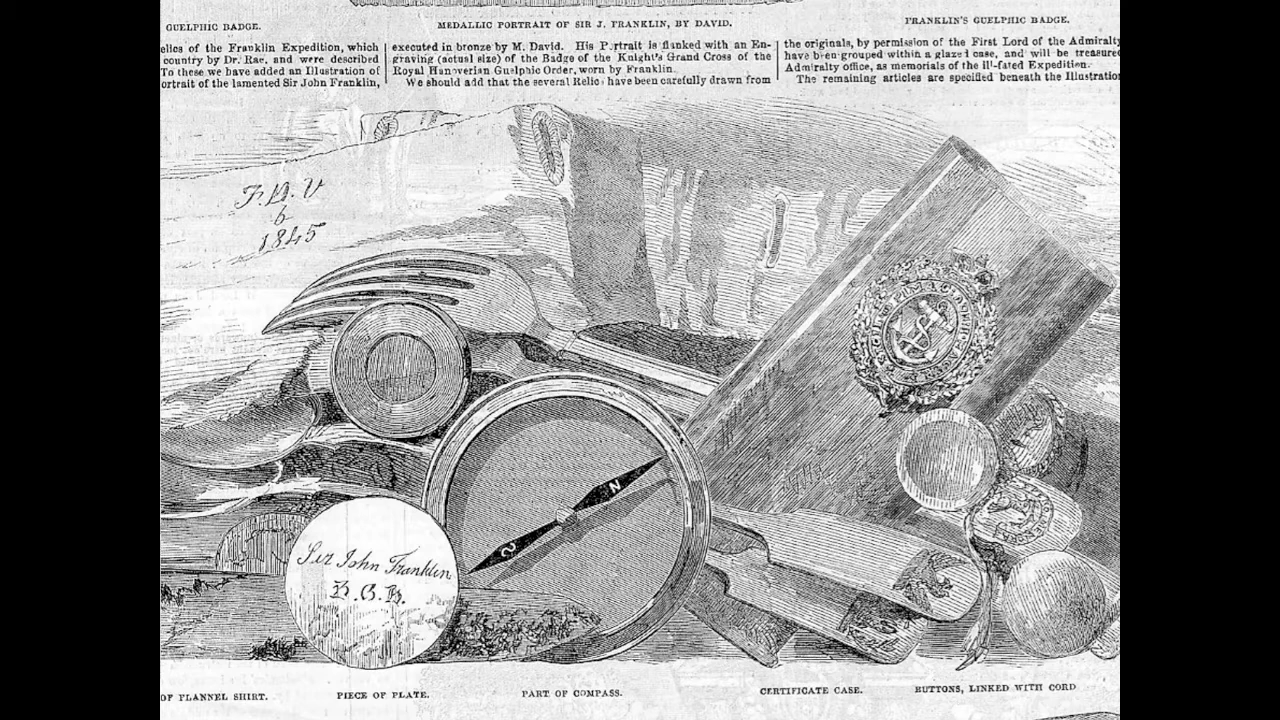 GUELPHIC BADGE.
MEDALLIC PORTRAIT OF SIR J. FRANKLIN, BY DAVID.
FRANKLIN'S GUELPHIC BADGE.
elics of the Franklin Expedition, which
country by Dr. Rae, and were described
To these we have added an Illustration of
ortrait of the lamented Sir John Franklin,
executed in bronze by M. David. His Portrait is flanked with an En-
graving (actual size) of the Badge of the Knight's Grand Cross of the
Royal Hanoverian Guelphic Order, worn by Franklin.
We should add that the several Relics have been carefully drawn from
the originals, by permission of the First Lord of the Admiralty
have been grouped within a glazed case, and will be treasured
Admiralty office, as memorials of the ill-fated Expedition.
The remaining articles are specified beneath the Illustration
F.D.V
6
1845
N
S
Sir John Franklin
K.C.B.
OF FLANNEL SHIRT.
PIECE OF PLATE.
PART OF COMPASS.
CERTIFICATE CASE.
BUTTONS, LINKED WITH CORD